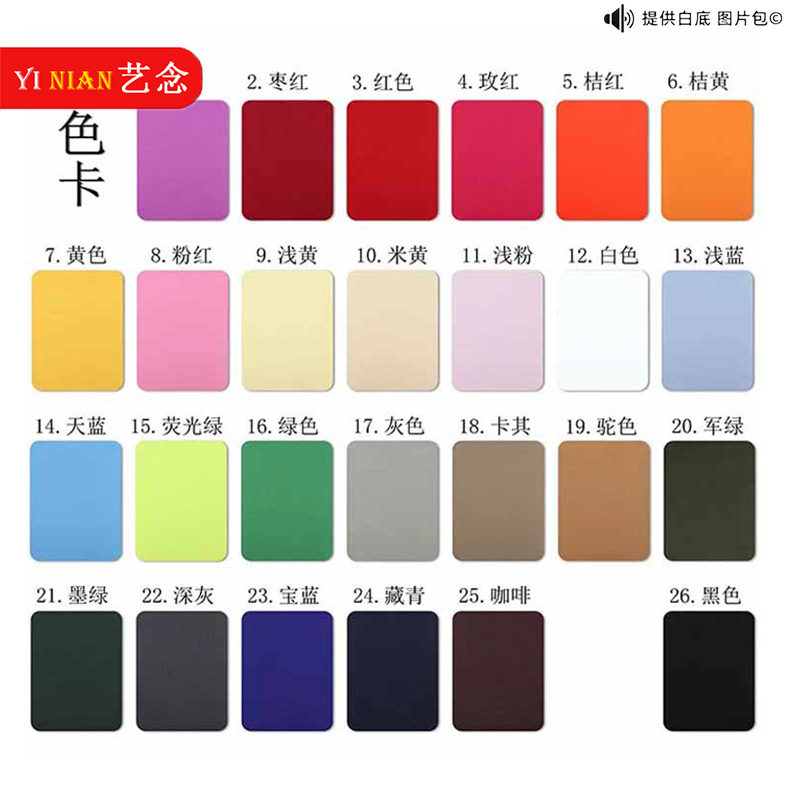 提供白底 图片包©
YI NIAN艺念
色卡
2.枣红 3.红色 4.玫红 5.桔红 6.桔黄
7.黄色 8.粉红 9.浅黄 10.米黄 11.浅粉 12.白色 13.浅蓝
14.天蓝 15.荧光绿 16.绿色 17.灰色 18.卡其 19.驼色 20.军绿
21.墨绿 22.深灰 23.宝蓝 24.藏青 25.咖啡 26.黑色